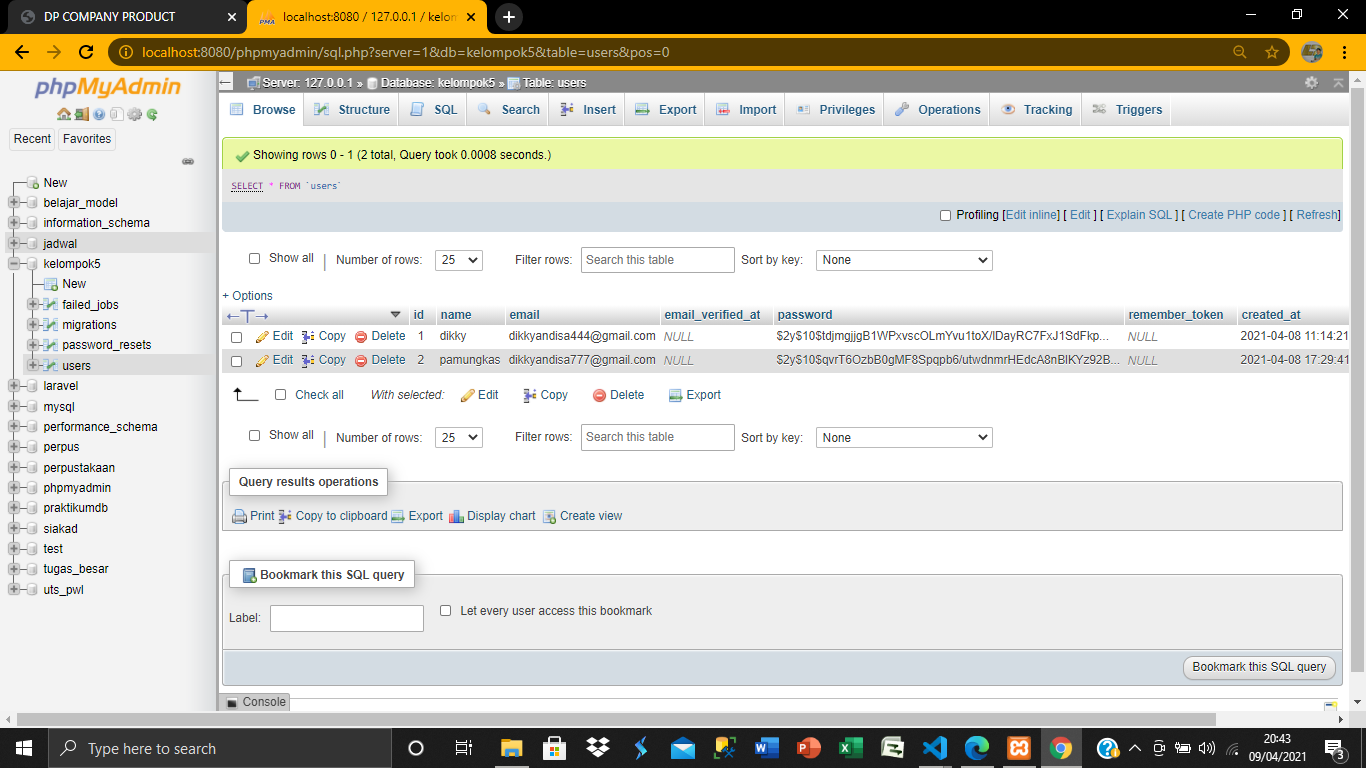 DP COMPANY PRODUCT
localhost:8080 / 127.0.0.1 / kelom
localhost:8080/phpmyadmin/sql.php?server=1&db=kelompok5&table=users&pos=0
phpMyAdmin
Recent Favorites
New
belajar_model
information_schema
jadwal
kelompok5
New
failed_jobs
migrations
password_resets
users
laravel
mysql
performance_schema
perpus
perpustakaan
phpmyadmin
praktikumdb
siakad
test
tugas_besar
uts_pwl
Server: 127.0.0.1 » Database: kelompok5 » Table: users
Browse Structure SQL Search Insert Export Import Privileges Operations Tracking Triggers
Showing rows 0 - 1 (2 total, Query took 0.0008 seconds.)
SELECT * FROM `users`
Profiling [Edit inline] [ Edit ] [ Explain SQL ] [ Create PHP code ] [ Refresh]
Show all | Number of rows: 25 Filter rows: Search this table Sort by key: None
+ Options
←T→ id name email email_verified_at password remember_token created_at
Edit Copy Delete 1 dikky dikkyandisa444@gmail.com NULL $2y$10$tdjmgjjgB1WPxvscOLmYvu1toX/lDayRC7FxJ1SdFkp... NULL 2021-04-08 11:14:21
Edit Copy Delete 2 pamungkas dikkyandisa777@gmail.com NULL $2y$10$qvrT6OzbB0gMF8Spqpb6/utwdnmrHEdcA8nBlKYz92B... NULL 2021-04-08 17:29:41
Check all With selected: Edit Copy Delete Export
Show all | Number of rows: 25 Filter rows: Search this table Sort by key: None
Query results operations
Print Copy to clipboard Export Display chart Create view
Bookmark this SQL query
Label: Let every user access this bookmark
Bookmark this SQL query
Console
Type here to search
20:43
09/04/2021
3